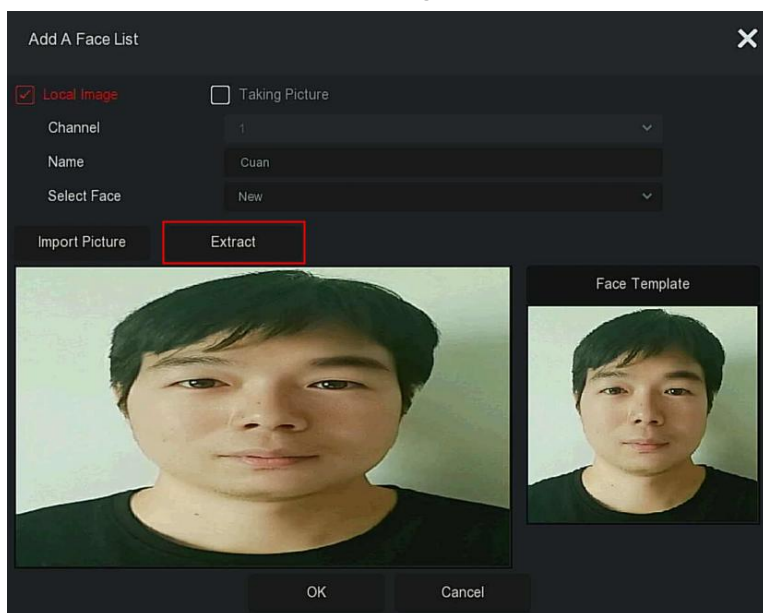 Add A Face List
Local Image
Taking Picture
Channel
1
Name
Cuan
Select Face
New
Import Picture
Extract
Face Template
OK
Cancel